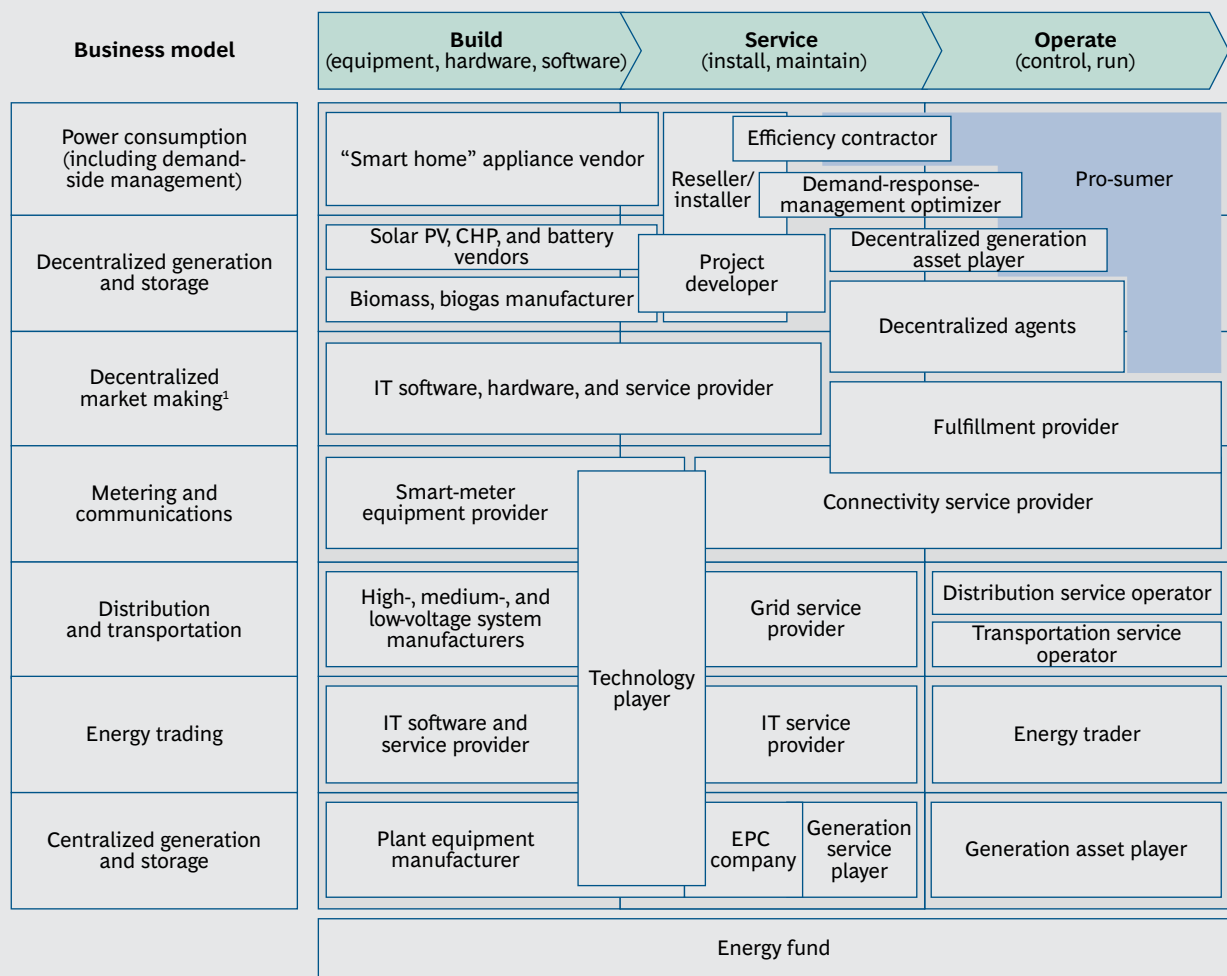 Business model
Build
(equipment, hardware, software)
Service
(install, maintain)
Operate
(control, run)
Power consumption
(including demand-
side management)
“Smart home” appliance vendor
Reseller/
installer
Efficiency contractor
Demand-response-
management optimizer
Pro-sumer
Decentralized generation
and storage
Solar PV, CHP, and battery
vendors
Biomass, biogas manufacturer
Project
developer
Decentralized generation
asset player
Decentralized agents
Decentralized
market making¹
IT software, hardware, and service provider
Fulfillment provider
Metering and
communications
Smart-meter
equipment provider
Connectivity service provider
Technology
player
Distribution
and transportation
High-, medium-, and
low-voltage system
manufacturers
Grid service
provider
Distribution service operator
Transportation service
operator
Energy trading
IT software and
service provider
IT service
provider
Energy trader
Centralized generation
and storage
Plant equipment
manufacturer
EPC
company
Generation
service
player
Generation asset player
Energy fund